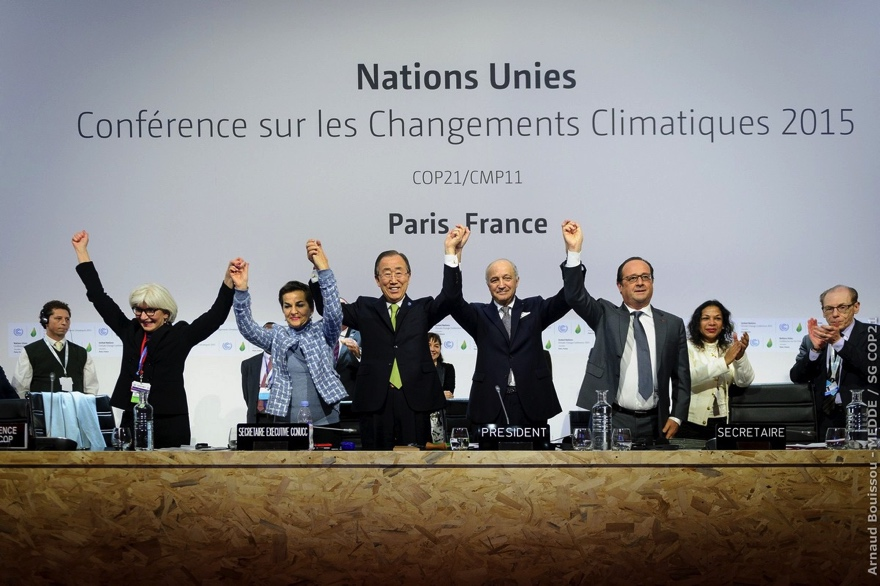 Nations Unies
Conférence sur les Changements Climatiques 2015
COP21/CMP11
Paris, France
SECRETAIRE EXECUTIVE CCNUCC
PRESIDENT
SECRETAIRE
COP
Arnaud Bouissou - MEDDE / SG COP21